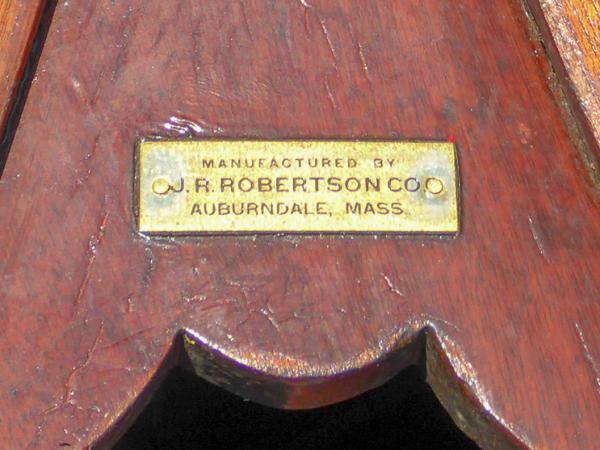 MANUFACTURED BY
J. R. ROBERTSON CO.
AUBURNDALE, MASS.